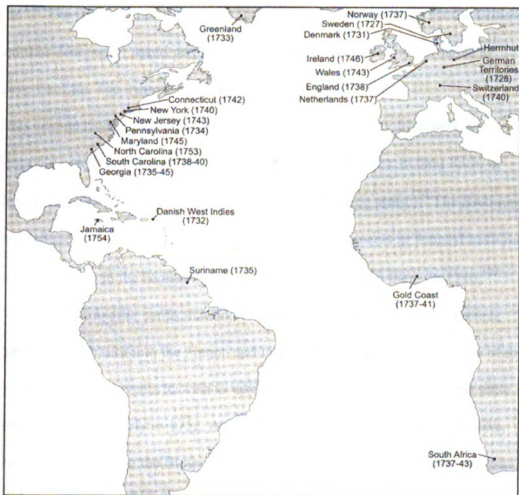 Greenland
(1733)
Norway (1737)
Sweden (1727)
Denmark (1731)
Ireland (1746)
Wales (1743)
England (1738)
Netherlands (1737)
Herrnhut
German
Territories
(1728)
Switzerland
(1740)
Connecticut (1742)
New York (1740)
New Jersey (1743)
Pennsylvania (1734)
Maryland (1745)
North Carolina (1753)
South Carolina (1738-40)
Georgia (1735-45)
Danish West Indies
(1732)
Jamaica
(1754)
Suriname (1735)
Gold Coast
(1737-41)
South Africa
(1737-43)